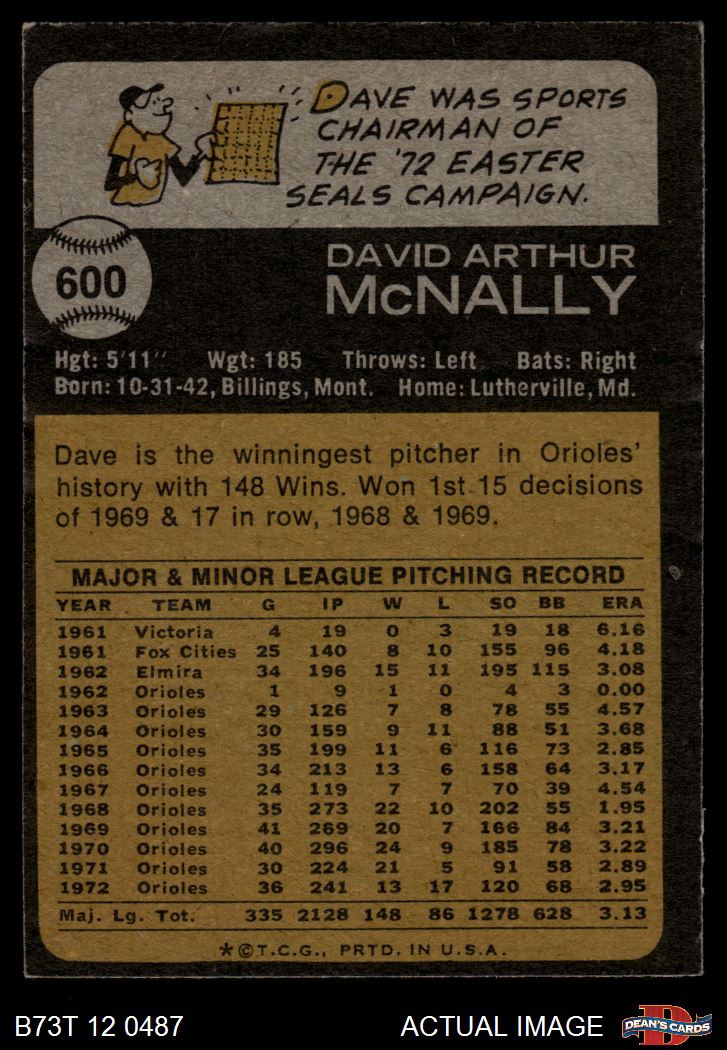 DAVE WAS SPORTS
CHAIRMAN OF
THE '72 EASTER
SEALS CAMPAIGN.
600
DAVID ARTHUR
McNALLY
Hgt: 5'11" Wgt: 185 Throws: Left Bats: Right
Born: 10-31-42, Billings, Mont. Home: Lutherville, Md.
Dave is the winningest pitcher in Orioles'
history with 148 Wins. Won 1st 15 decisions
of 1969 & 17 in row, 1968 & 1969.
MAJOR & MINOR LEAGUE PITCHING RECORD
YEAR TEAM G IP W L SO BB ERA
1961 Victoria 4 19 0 3 19 18 6.16
1961 Fox Cities 25 140 8 10 155 96 4.18
1962 Elmira 34 196 15 11 195 115 3.08
1962 Orioles 1 9 1 0 4 3 0.00
1963 Orioles 29 126 7 8 78 55 4.57
1964 Orioles 30 159 9 11 88 51 3.68
1965 Orioles 35 199 11 6 116 73 2.85
1966 Orioles 34 213 13 6 158 64 3.17
1967 Orioles 24 119 7 7 70 39 4.54
1968 Orioles 35 273 22 10 202 55 1.95
1969 Orioles 41 269 20 7 166 84 3.21
1970 Orioles 40 296 24 9 185 78 3.22
1971 Orioles 30 224 21 5 91 58 2.89
1972 Orioles 36 241 13 17 120 68 2.95
Maj. Lg. Tot. 335 2128 148 86 1278 628 3.13
*©T.C.G., PRTD. IN U.S.A.
B73T 12 0487 ACTUAL IMAGE D DEAN'S CARDS